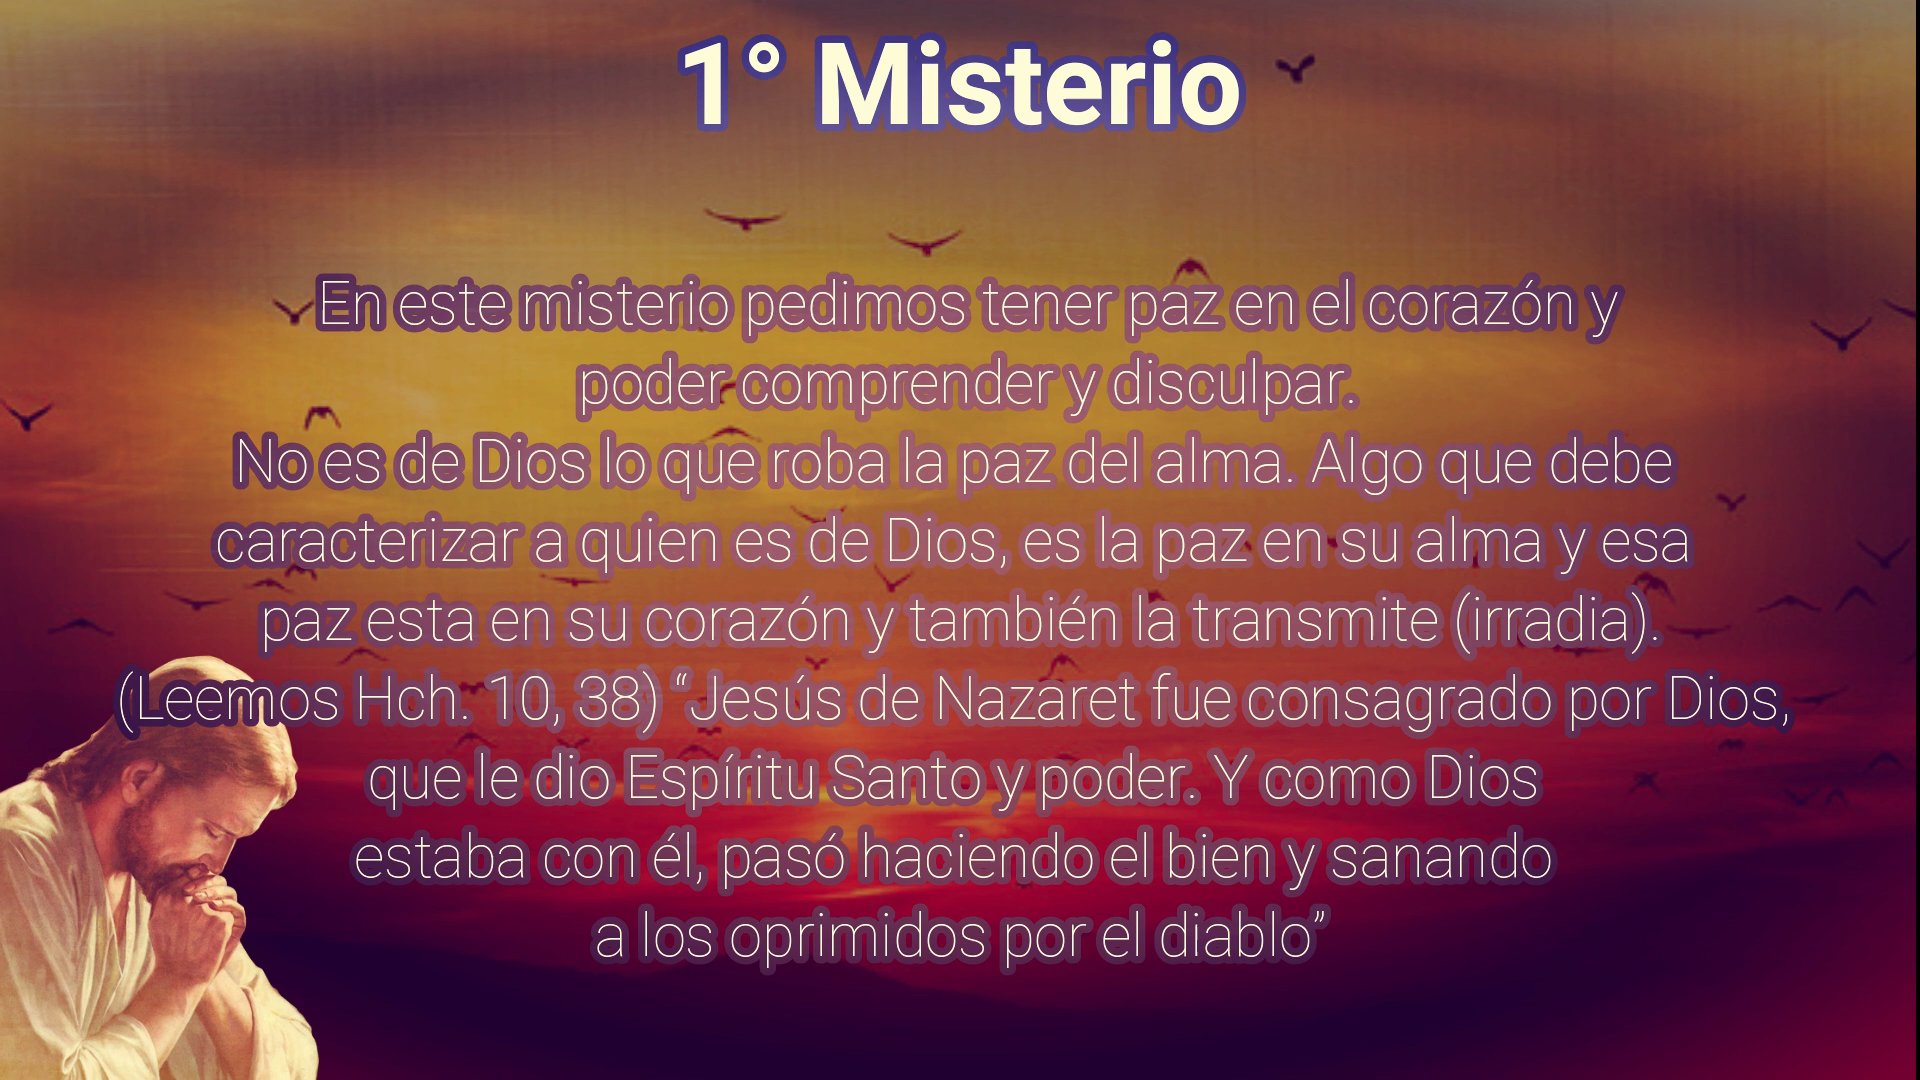 1° Misterio
En este misterio pedimos tener paz en el corazón y
poder comprender y disculpar.
No es de Dios lo que roba la paz del alma. Algo que debe
caracterizar a quien es de Dios, es la paz en su alma y esa
paz esta en su corazón y también la transmite (irradia).
(Leemos Hch. 10, 38) “Jesús de Nazaret fue consagrado por Dios,
que le dio Espíritu Santo y poder. Y como Dios
estaba con él, pasó haciendo el bien y sanando
a los oprimidos por el diablo”